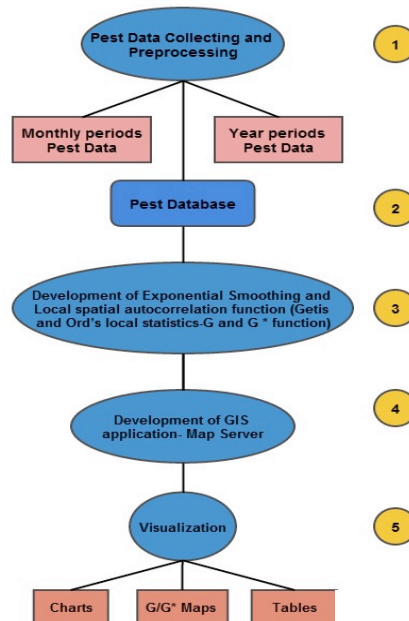 Pest Data Collecting and
Preprocessing
1
Monthly periods
Pest Data
Year periods
Pest Data
Pest Database
2
Development of Exponential Smoothing and
Local spatial autocorrelation function (Getis
and Ord's local statistics-G and G * function)
3
Development of GIS
application- Map Server
4
Visualization
5
Charts
G/G* Maps
Tables